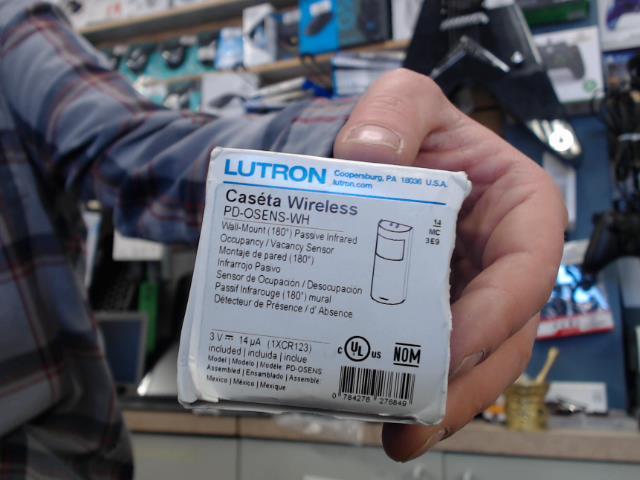 LUTRON Coopersburg, PA 18036 U.S.A.
lutron.com
Caséta Wireless
PD-OSENS-WH
Wall-Mount (180°) Passive Infrared
Occupancy / Vacancy Sensor
Montaje de pared (180°)
Infrarrojo Pasivo
Sensor de Ocupación / Desocupación
Passif Infrarouge (180°) mural
Détecteur de Présence / d' Absence
14
MC
3E9
3 V 14 µA (1XCR123)
included | incluida | inclue
Model | Modelo | Modèle PD-OSENS
Assembled | Ensamblado | Assemblé
Mexico | México | Mexique
c UL us NOM
0 784276 276849